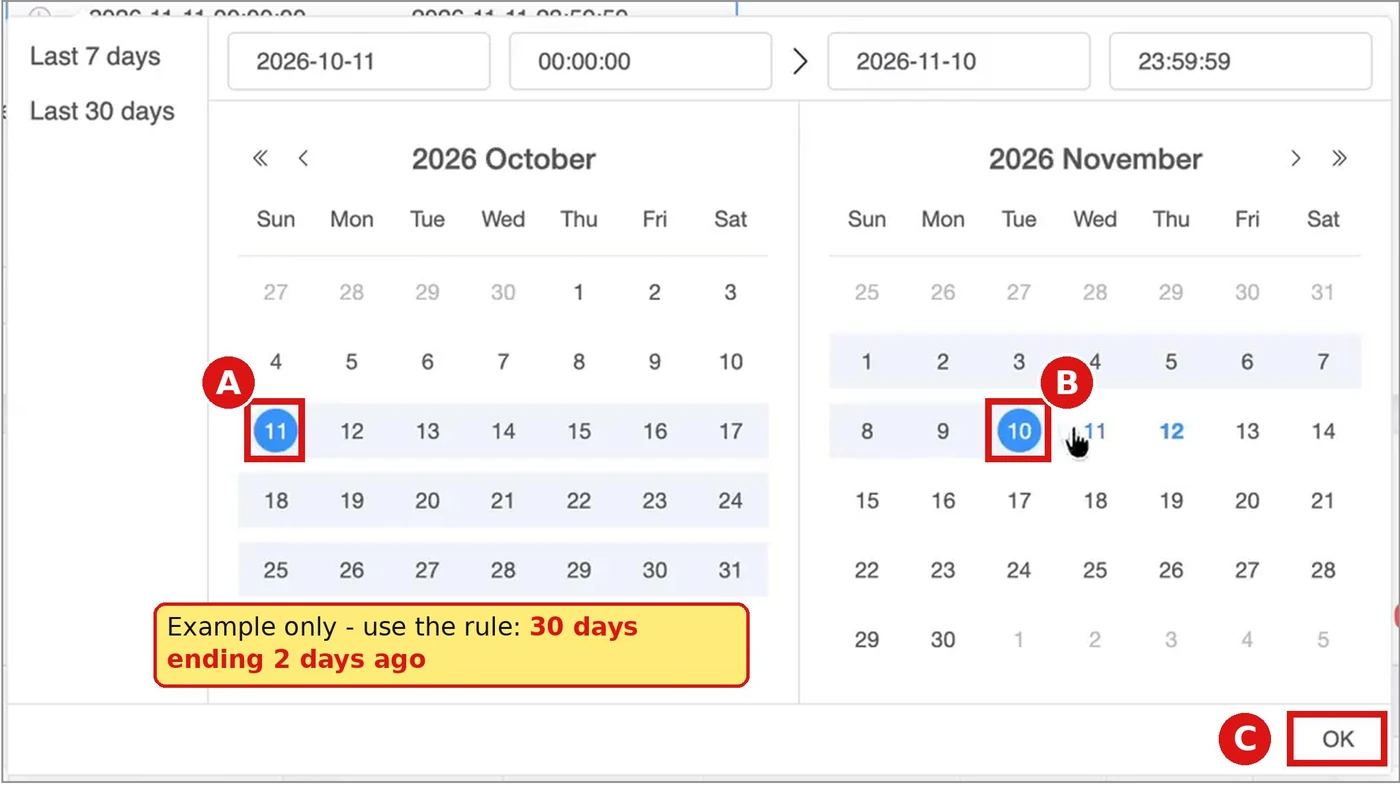 Last 7 days
Last 30 days
2026-10-11 00:00:00 2026-11-10 23:59:59
2026 October
Sun Mon Tue Wed Thu Fri Sat
27 28 29 30 1 2 3
4 5 6 7 8 9 10
11 12 13 14 15 16 17
18 19 20 21 22 23 24
25 26 27 28 29 30 31
2026 November
Sun Mon Tue Wed Thu Fri Sat
25 26 27 28 29 30 31
1 2 3 4 5 6 7
8 9 10 11 12 13 14
15 16 17 18 19 20 21
22 23 24 25 26 27 28
29 30 1 2 3 4 5
A
B
Example only - use the rule: 30 days
ending 2 days ago
C
OK